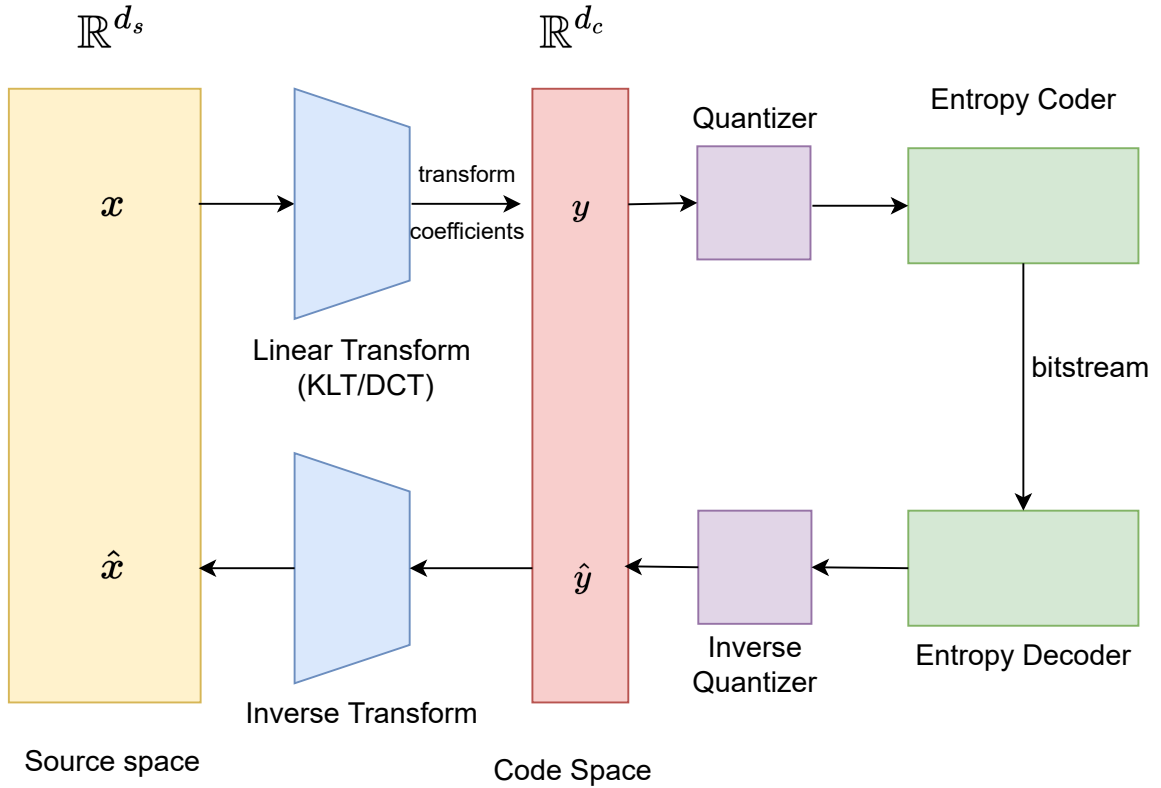 ℝ^{d_s}
ℝ^{d_c}
Quantizer
Entropy Coder
x
transform
coefficients
y
Linear Transform
(KLT/DCT)
bitstream
x̂
ŷ
Inverse
Quantizer
Entropy Decoder
Inverse Transform
Source space
Code Space